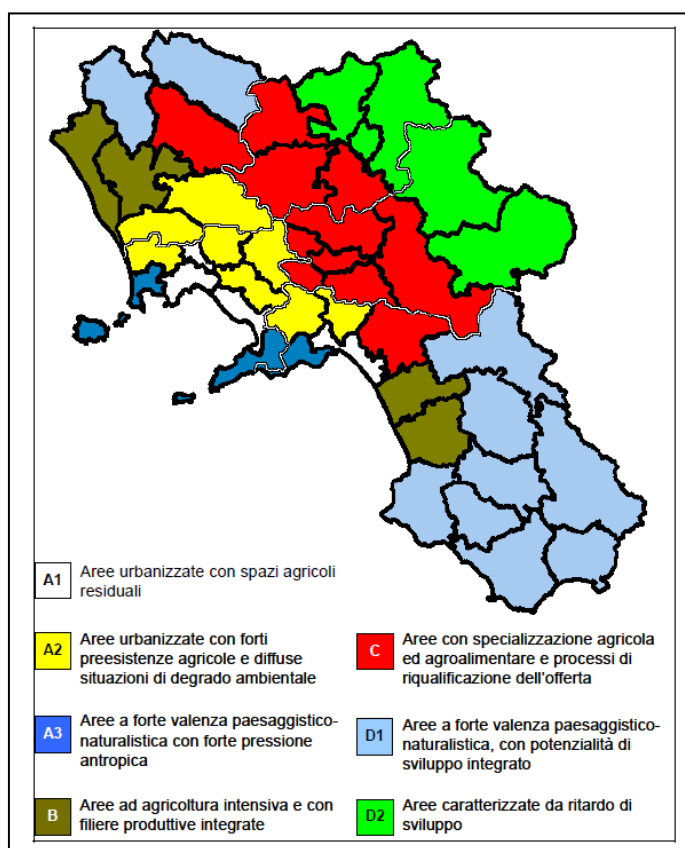 A1
Aree urbanizzate con spazi agricoli
residuali
A2
Aree urbanizzate con forti
preesistenze agricole e diffuse
situazioni di degrado ambientale
A3
Aree a forte valenza paesaggistico-
naturalistica con forte pressione
antropica
B
Aree ad agricoltura intensiva e con
filiere produttive integrate
C
Aree con specializzazione agricola
ed agroalimentare e processi di
riqualificazione dell'offerta
D1
Aree a forte valenza paesaggistico-
naturalistica, con potenzialità di
sviluppo integrato
D2
Aree caratterizzate da ritardo di
sviluppo